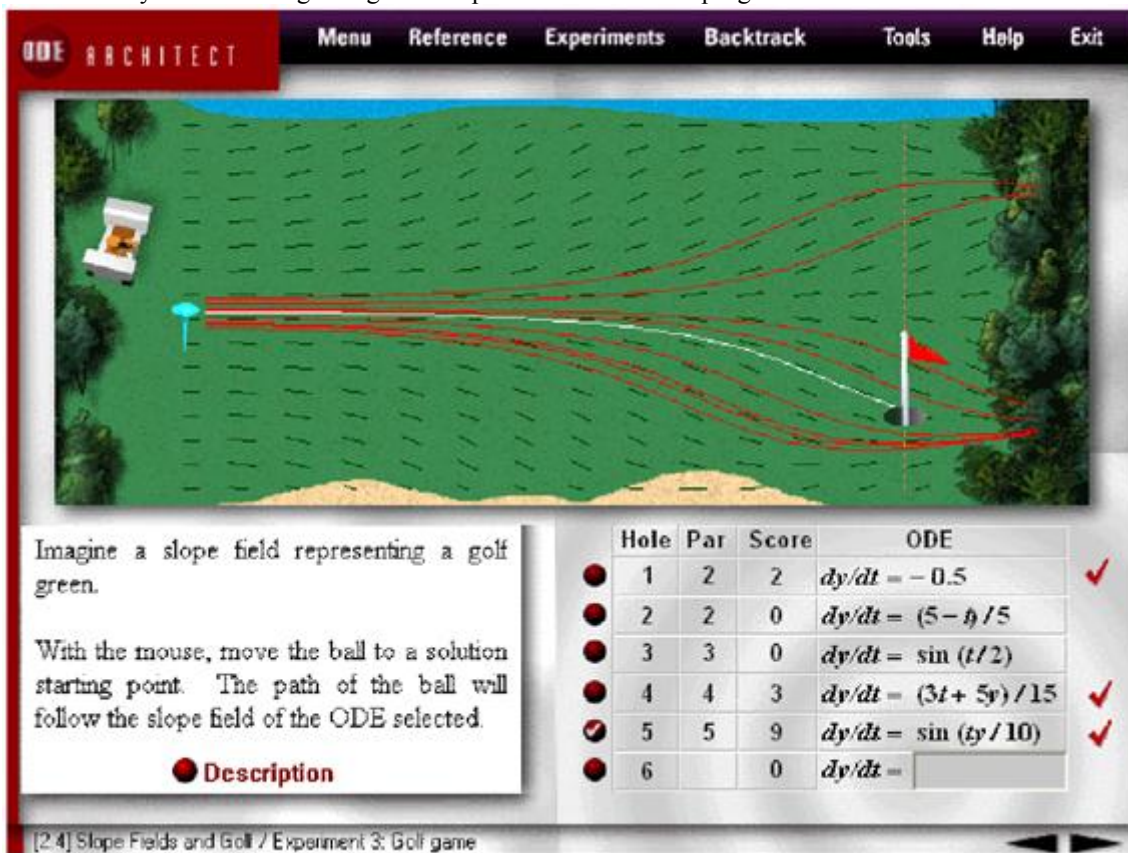 ODE ARCHITECT
Menu Reference Experiments Backtrack Tools Help Exit
Imagine a slope field representing a golf
green.
With the mouse, move the ball to a solution
starting point. The path of the ball will
follow the slope field of the ODE selected.
Description
Hole Par Score ODE
1 2 2 dy/dt = - 0.5
2 2 0 dy/dt = (5 - t)/5
3 3 0 dy/dt = sin (t/2)
4 4 3 dy/dt = (3t + 5y)/15
5 5 9 dy/dt = sin (ty/10)
6 0 dy/dt =
[2.4] Slope Fields and Golf / Experiment 3: Golf game